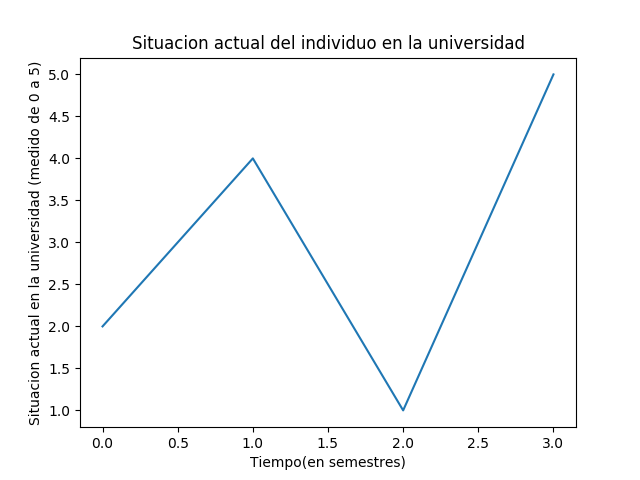 Situacion actual del individuo en la universidad
Situacion actual en la universidad (medido de 0 a 5)
5.0
4.5
4.0
3.5
3.0
2.5
2.0
1.5
1.0
0.0 0.5 1.0 1.5 2.0 2.5 3.0
Tiempo(en semestres)